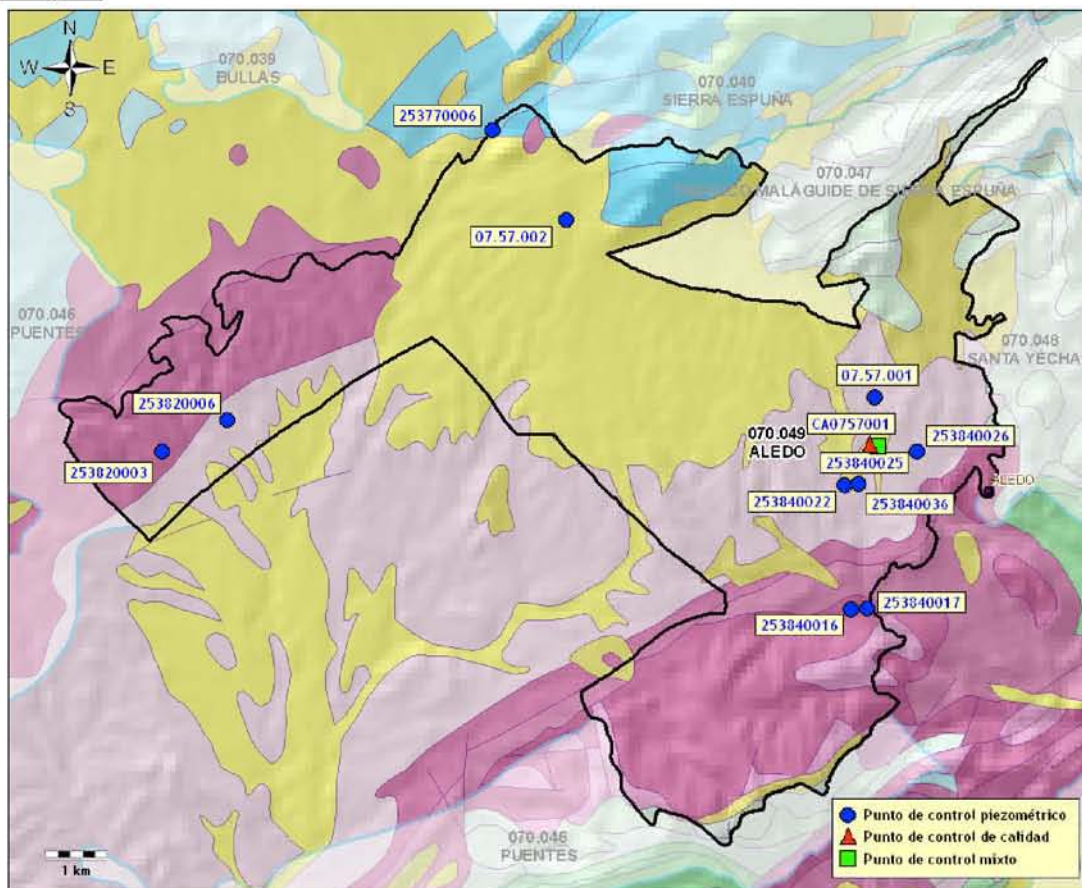 N
W E
S
070.039
BULLAS
070.040
SIERRA ESPUÑA
253770006
070.047
MALÁGUIDE DE SIERRA ESPUÑA
07.57.002
070.046
PUENTES
070.048
SANTA YÉCHA
07.57.001
253820006
CA0757001
070.049
ALEDO
253840026
253820003
253840025
ALEDO
253840022
253840036
253840017
253840016
070.046
PUENTES
1 km
Punto de control piezométrico
Punto de control de calidad
Punto de control mixto